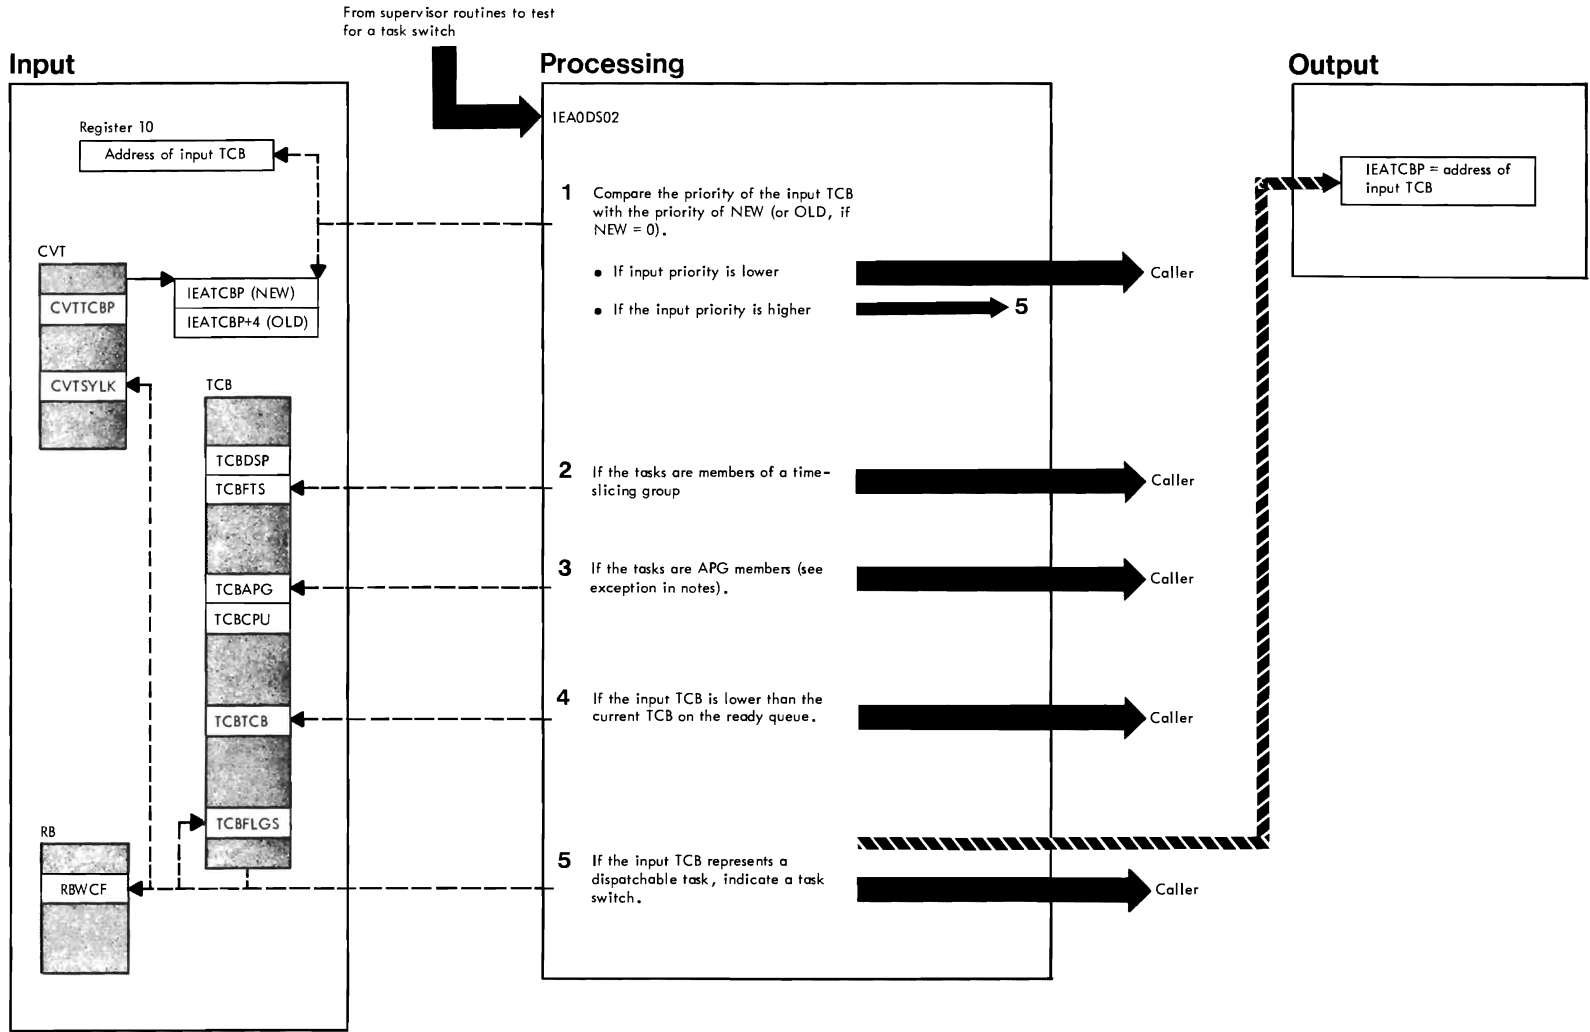 From supervisor routines to test
for a task switch
Input
Processing
Output
Register 10
Address of input TCB
CVT
CVTTCBP
CVTSYLK
IEATCBP (NEW)
IEATCBP+4 (OLD)
TCB
TCBDSP
TCBFTS
TCBAPG
TCBCPU
TCBTCB
TCBFLGS
RB
RBWCF
IEA0DS02
1 Compare the priority of the input TCB
with the priority of NEW (or OLD, if
NEW = 0).
• If input priority is lower
Caller
• If the input priority is higher
5
2 If the tasks are members of a time-
slicing group
Caller
3 If the tasks are APG members (see
exception in notes).
Caller
4 If the input TCB is lower than the
current TCB on the ready queue.
Caller
5 If the input TCB represents a
dispatchable task, indicate a task
switch.
Caller
IEATCBP = address of
input TCB